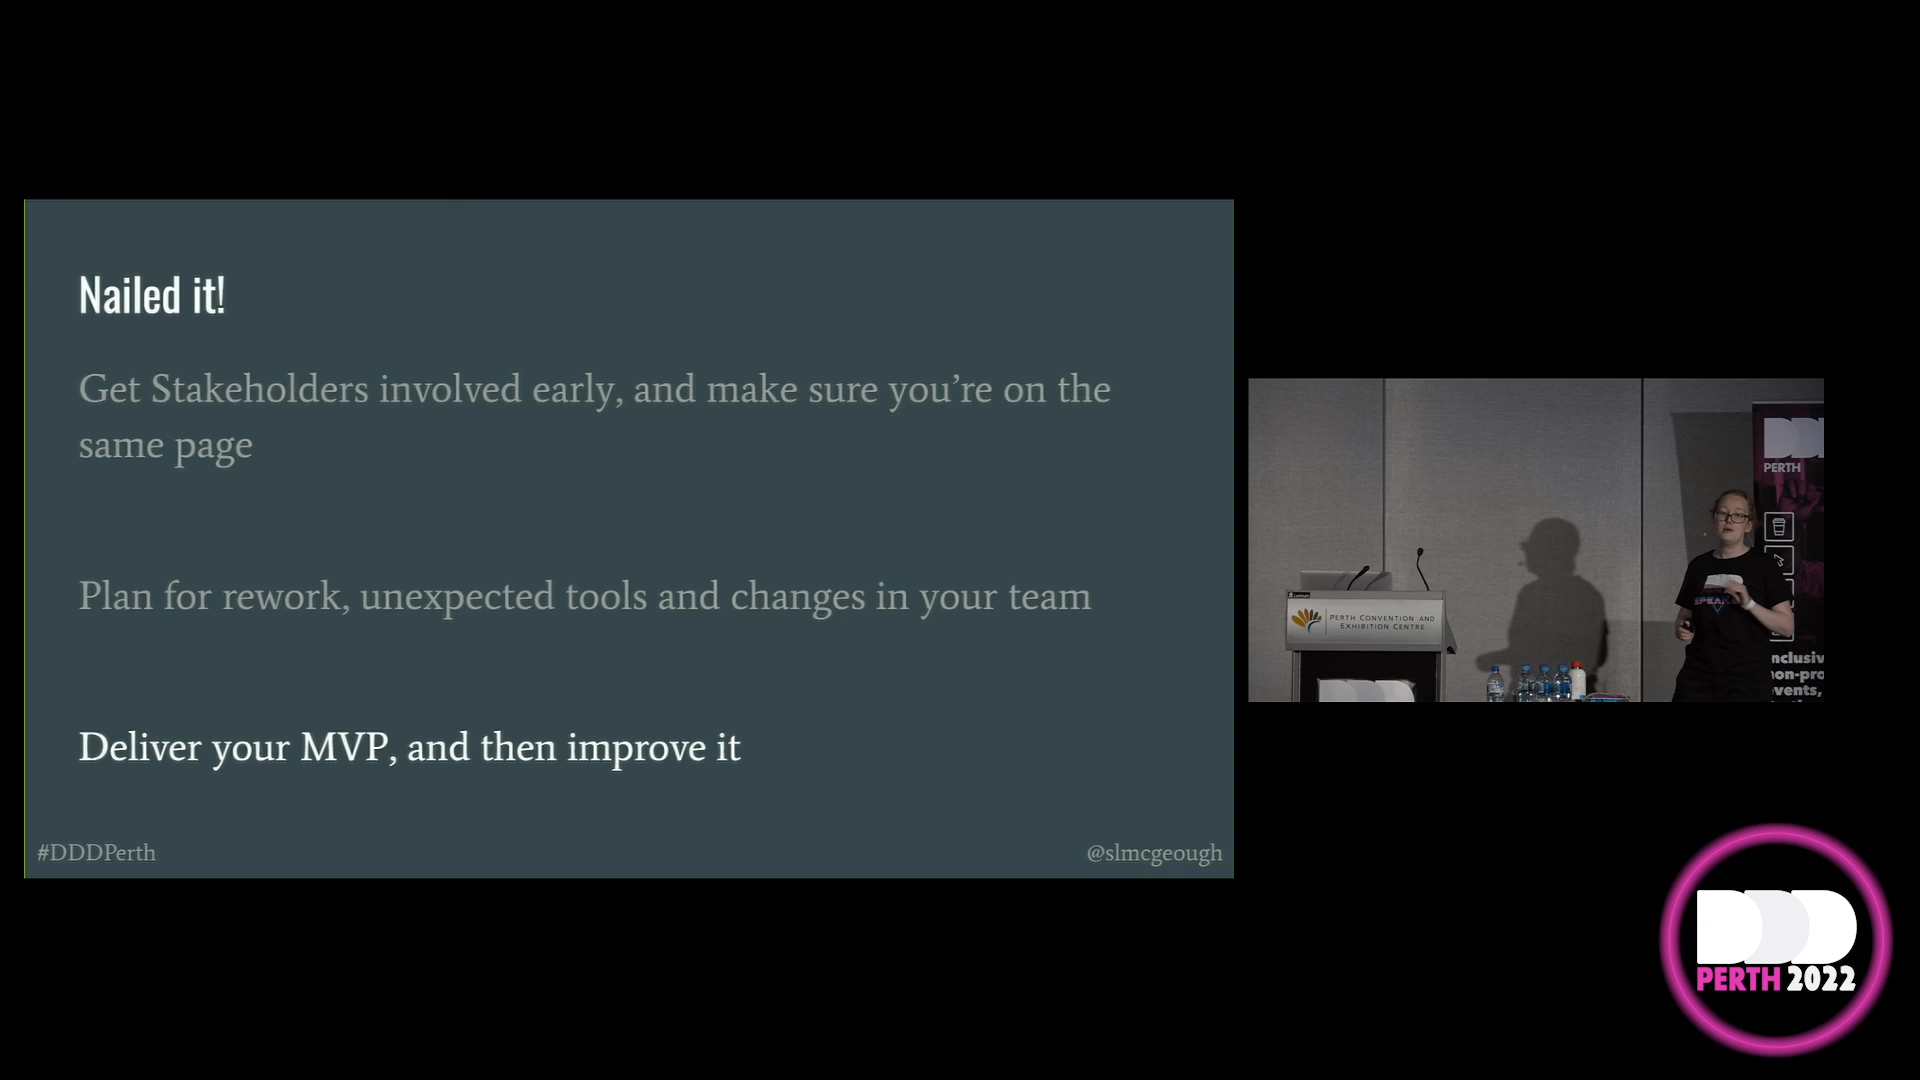 Nailed it!
Get Stakeholders involved early, and make sure you're on the
same page
Plan for rework, unexpected tools and changes in your team
Deliver your MVP, and then improve it
#DDDPerth
@slmcgeough
PERTH
PERTH CONVENTION AND
EXHIBITION CENTRE
DDD
PERTH 2022